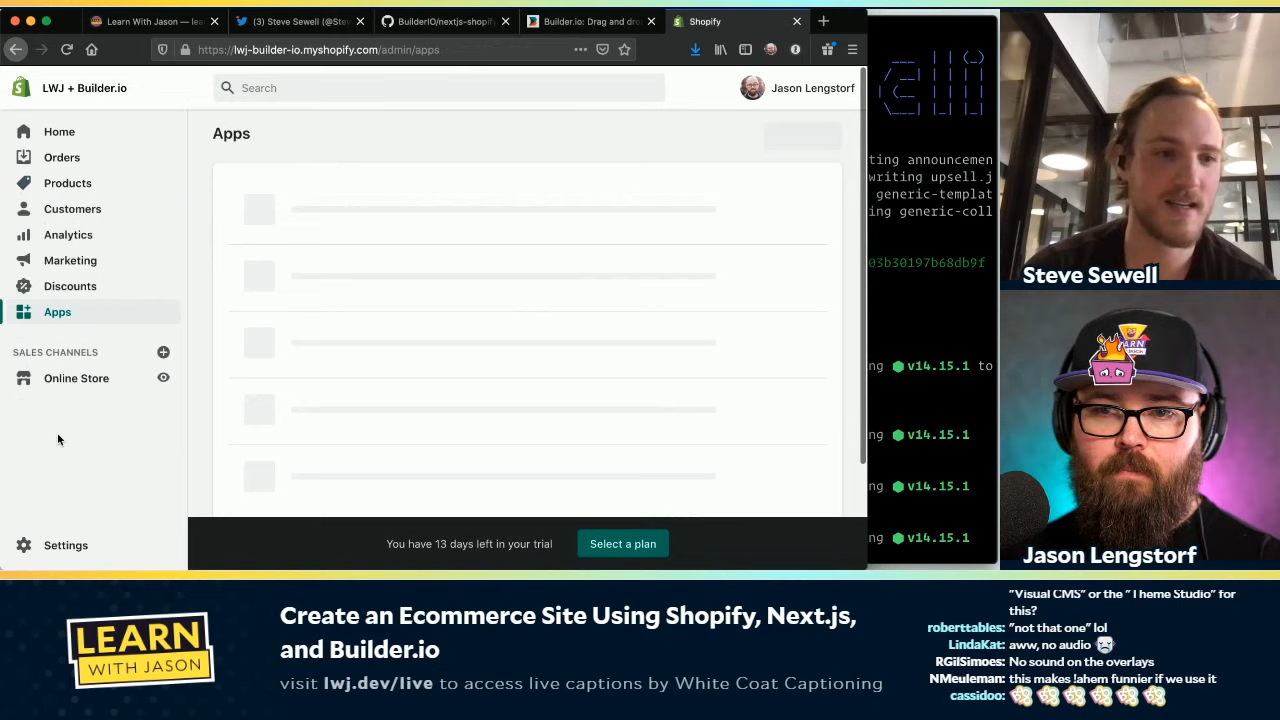 Learn With Jason — lea
(3) Steve Sewell (@Stev
BuilderIO/nextjs-shopify
Builder.io: Drag and dro
Shopify
https://lwj-builder-io.myshopify.com/admin/apps
LWJ + Builder.io
Search
Jason Lengstorf
Home
Orders
Products
Customers
Analytics
Marketing
Discounts
Apps
SALES CHANNELS
Online Store
Settings
Apps
You have 13 days left in your trial
Select a plan
ting announcemen
writing upsell.j
generic-templat
ing generic-coll
03b30197b68db9f
ng v14.15.1 to
ng v14.15.1
ng v14.15.1
ng v14.15.1
Steve Sewell
Jason Lengstorf
LEARN
WITH JASON
Create an Ecommerce Site Using Shopify, Next.js,
and Builder.io
visit lwj.dev/live to access live captions by White Coat Captioning
"Visual CMS" or the "Theme Studio" for
this?
roberttables: "not that one" lol
LindaKat: aww, no audio
RGilSimoes: No sound on the overlays
NMeuleman: this makes !ahem funnier if we use it
cassidoo: